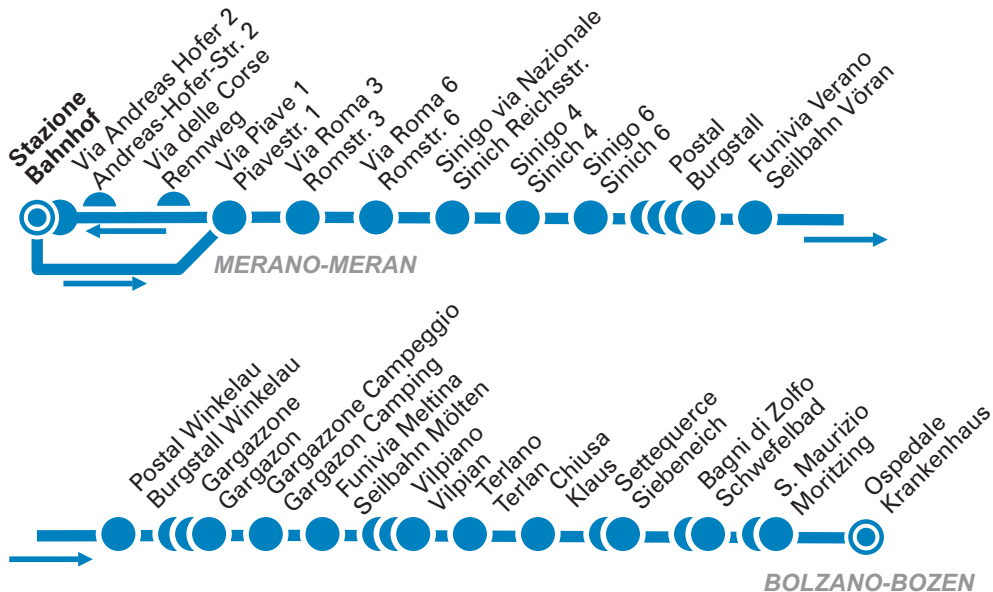 Stazione
Bahnhof
Via Andreas Hofer 2
Andreas-Hofer-Str. 2
Via delle Corse
Rennweg
Via Piave 1
Piavestr. 1
Via Roma 3
Romstr. 3
Via Roma 6
Romstr. 6
Sinigo via Nazionale
Sinich Reichsstr.
Sinigo 4
Sinich 4
Sinigo 6
Sinich 6
Postal
Burgstall
Funivia Verano
Seilbahn Vöran
MERANO-MERAN
Postal Winkelau
Burgstall Winkelau
Gargazzone
Gargazon
Gargazzone Campeggio
Gargazon Camping
Funivia Meltina
Seilbahn Mölten
Vilpiano
Vilpian
Terlano
Terlan
Chiusa
Klaus
Settequerce
Siebeneich
Bagni di Zolfo
Schwefelbad
S. Maurizio
Moritzing
Ospedale
Krankenhaus
BOLZANO-BOZEN